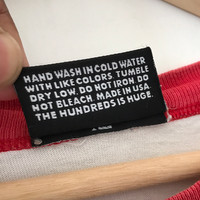 HAND WASH IN COLD WATER
WITH LIKE COLORS. TUMBLE
DRY LOW. DO NOT IRON. DO
NOT BLEACH. MADE IN USA.
THE HUNDREDS IS HUGE.